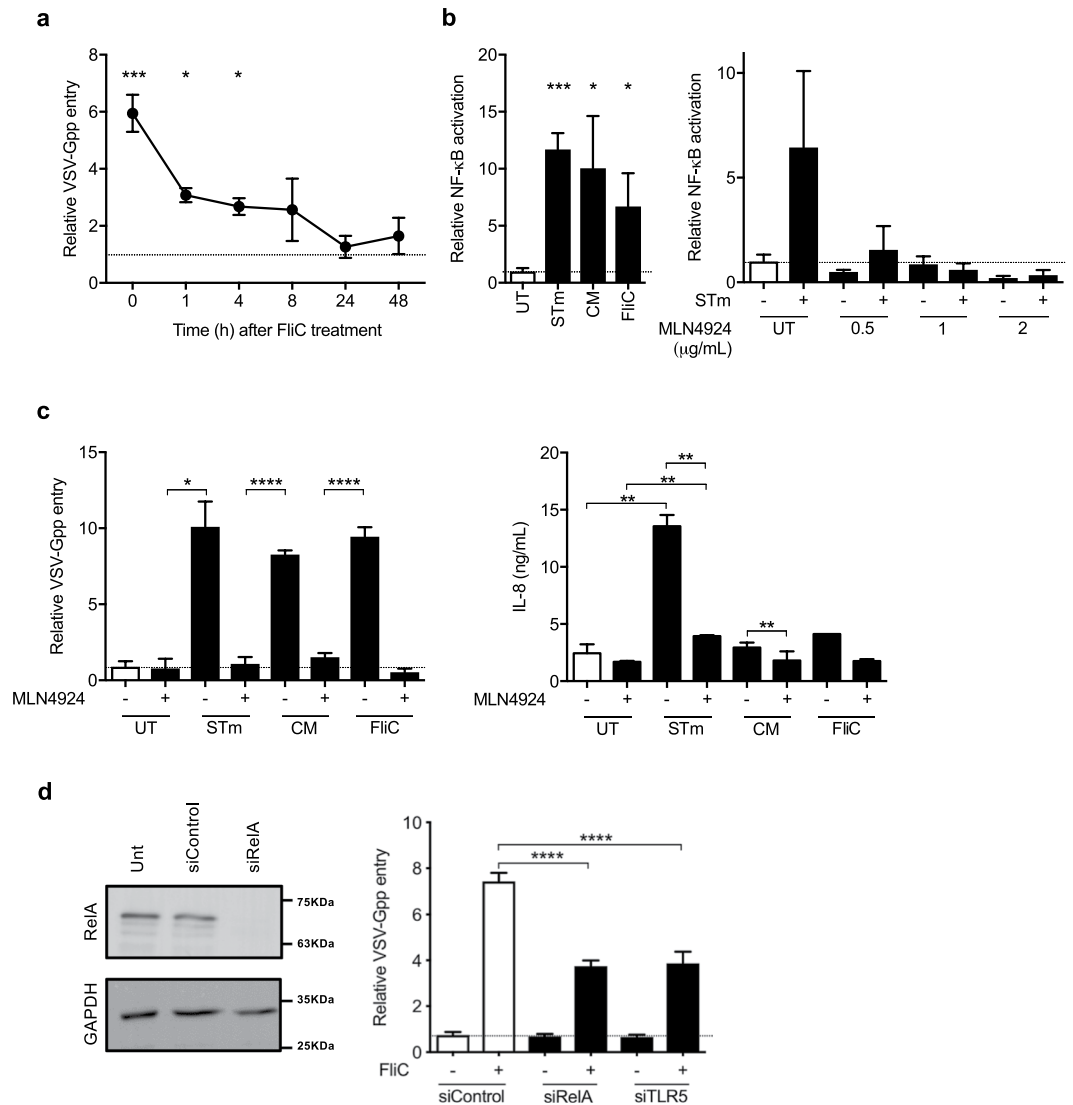 a
Relative VSV-Gpp entry
8
6
4
2
0
*** * *
0 1 4 8 24 48
Time (h) after FliC treatment
b
Relative NF-κB activation
20
15
10
5
0
*** * *
UT STm CM FliC
Relative NF-κB activation
10
5
0
STm - + - + - + - +
MLN4924 UT 0.5 1 2
(μg/mL)
c
Relative VSV-Gpp entry
15
10
5
0
* **** ****
MLN4924 - + - + - + - +
UT STm CM FliC
IL-8 (ng/mL)
20
15
10
5
0
**
**
**
**
MLN4924 - + - + - + - +
UT STm CM FliC
d
Unt siControl siRelA
RelA
75KDa
63KDa
GAPDH
35KDa
25KDa
Relative VSV-Gpp entry
10
8
6
4
2
0
****
****
FliC - + - + - +
siControl siRelA siTLR5